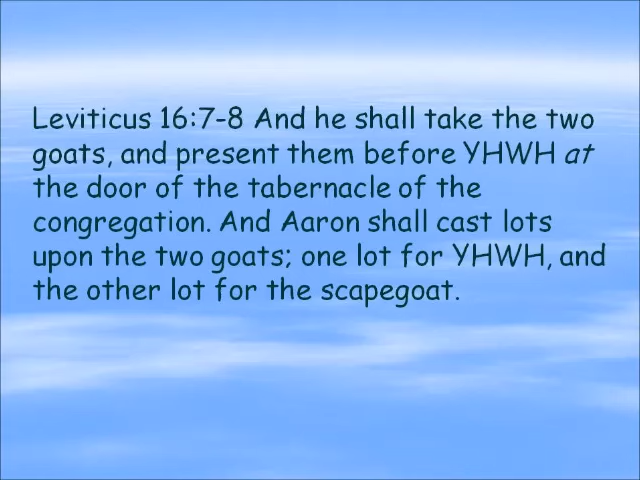 Leviticus 16:7-8 And he shall take the two
goats, and present them before YHWH at
the door of the tabernacle of the
congregation. And Aaron shall cast lots
upon the two goats; one lot for YHWH, and
the other lot for the scapegoat.